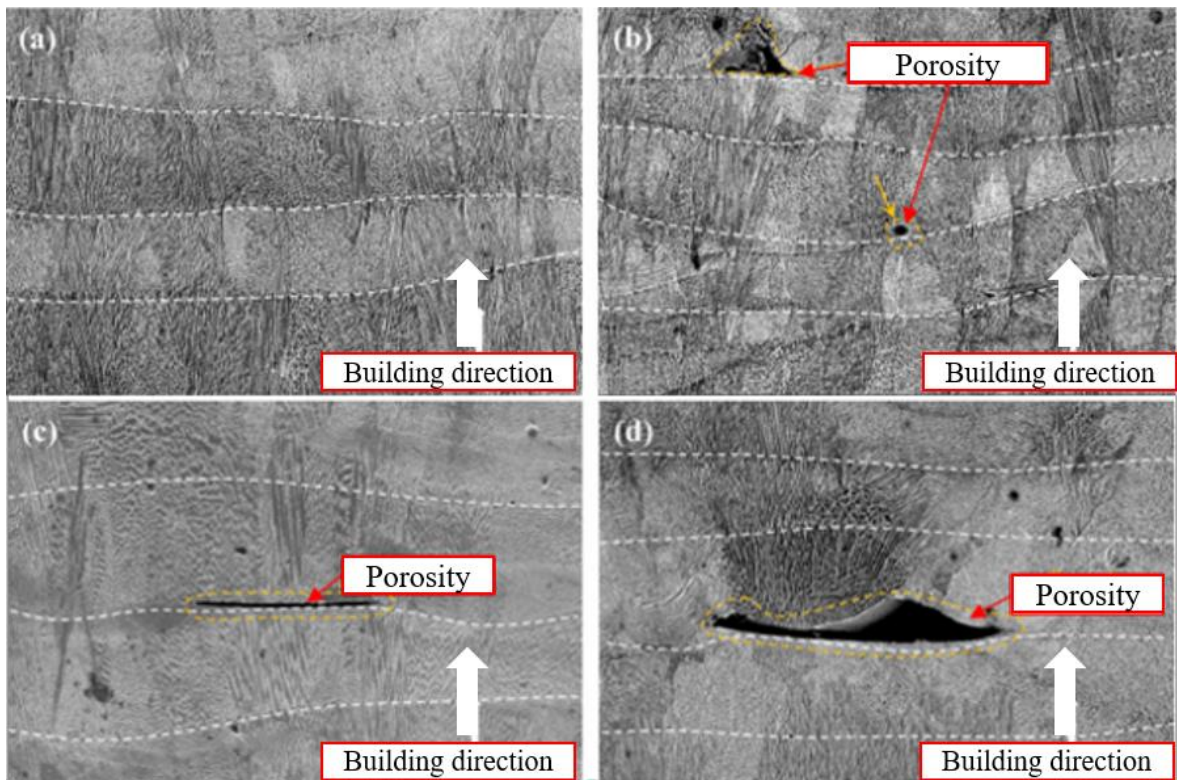 (a)
Building direction
(b)
Porosity
Building direction
(c)
Porosity
Building direction
(d)
Porosity
Building direction